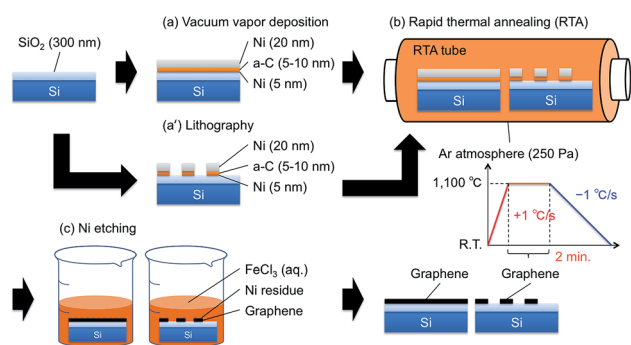 (a) Vacuum vapor deposition
(b) Rapid thermal annealing (RTA)
SiO₂ (300 nm)
Si
Ni (20 nm)
a-C (5-10 nm)
Ni (5 nm)
Si
RTA tube
Si
Si
(a′) Lithography
Ni (20 nm)
a-C (5-10 nm)
Ni (5 nm)
Si
Ar atmosphere (250 Pa)
1,100 °C
−1 °C/s
+1 °C/s
R.T.
2 min.
(c) Ni etching
FeCl₃ (aq.)
Ni residue
Graphene
Si
Si
Graphene
Graphene
Si
Si